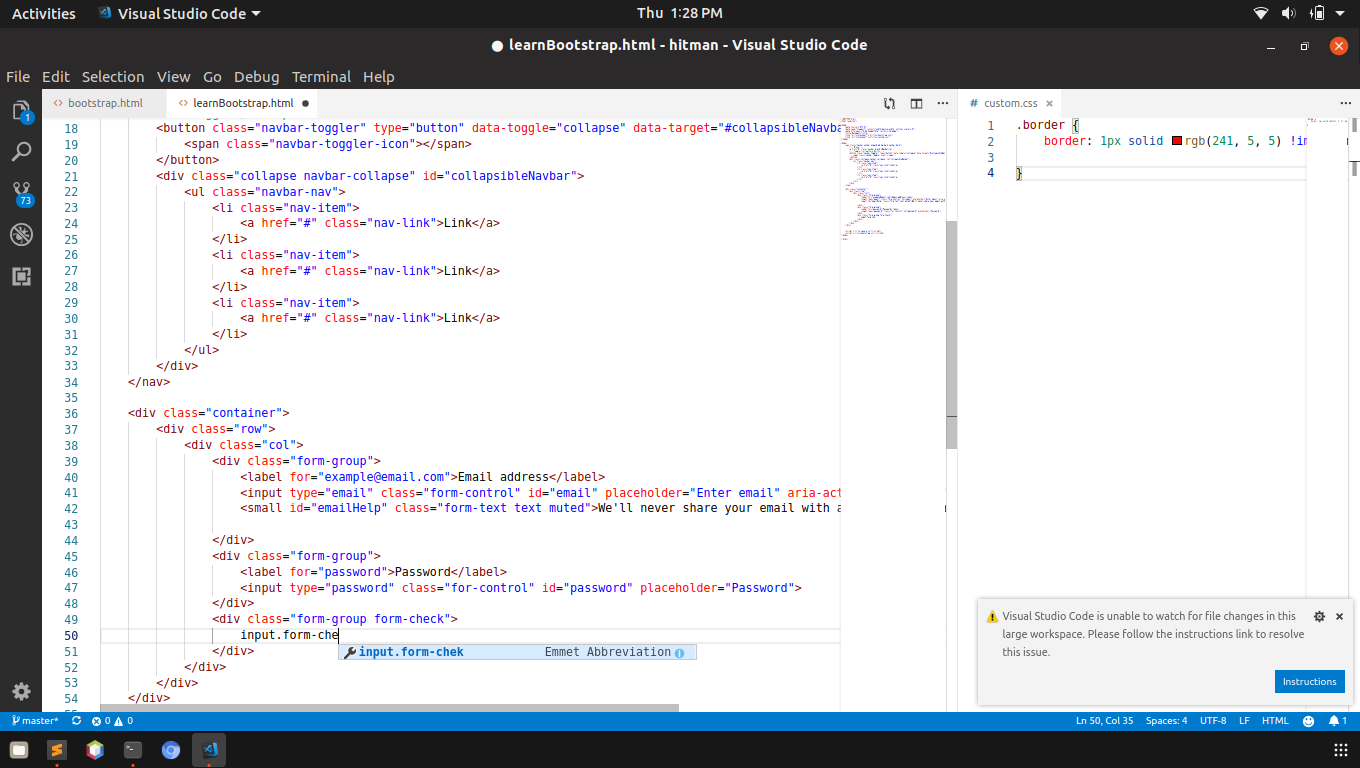 Activities
Visual Studio Code
Thu 1:28 PM
● learnBootstrap.html - hitman - Visual Studio Code
File Edit Selection View Go Debug Terminal Help
bootstrap.html
learnBootstrap.html ●
# custom.css ×
18 <button class="navbar-toggler" type="button" data-toggle="collapse" data-target="#collapsibleNavba
19 <span class="navbar-toggler-icon"></span>
20 </button>
21 <div class="collapse navbar-collapse" id="collapsibleNavbar">
22 <ul class="navbar-nav">
23 <li class="nav-item">
24 <a href="#" class="nav-link">Link</a>
25 </li>
26 <li class="nav-item">
27 <a href="#" class="nav-link">Link</a>
28 </li>
29 <li class="nav-item">
30 <a href="#" class="nav-link">Link</a>
31 </li>
32 </ul>
33 </div>
34 </nav>
35
36 <div class="container">
37 <div class="row">
38 <div class="col">
39 <div class="form-group">
40 <label for="example@email.com">Email address</label>
41 <input type="email" class="form-control" id="email" placeholder="Enter email" aria-act
42 <small id="emailHelp" class="form-text text muted">We'll never share your email with a
43
44 </div>
45 <div class="form-group">
46 <label for="password">Password</label>
47 <input type="password" class="for-control" id="password" placeholder="Password">
48 </div>
49 <div class="form-group form-check">
50 input.form-che
input.form-chek Emmet Abbreviation
51 </div>
52 </div>
53 </div>
54 </div>
1 .border {
2 border: 1px solid rgb(241, 5, 5) !im
3
4 }
Visual Studio Code is unable to watch for file changes in this
large workspace. Please follow the instructions link to resolve
this issue.
Instructions
1
73
master*
0 0
Ln 50, Col 35
Spaces: 4
UTF-8
LF
HTML
1